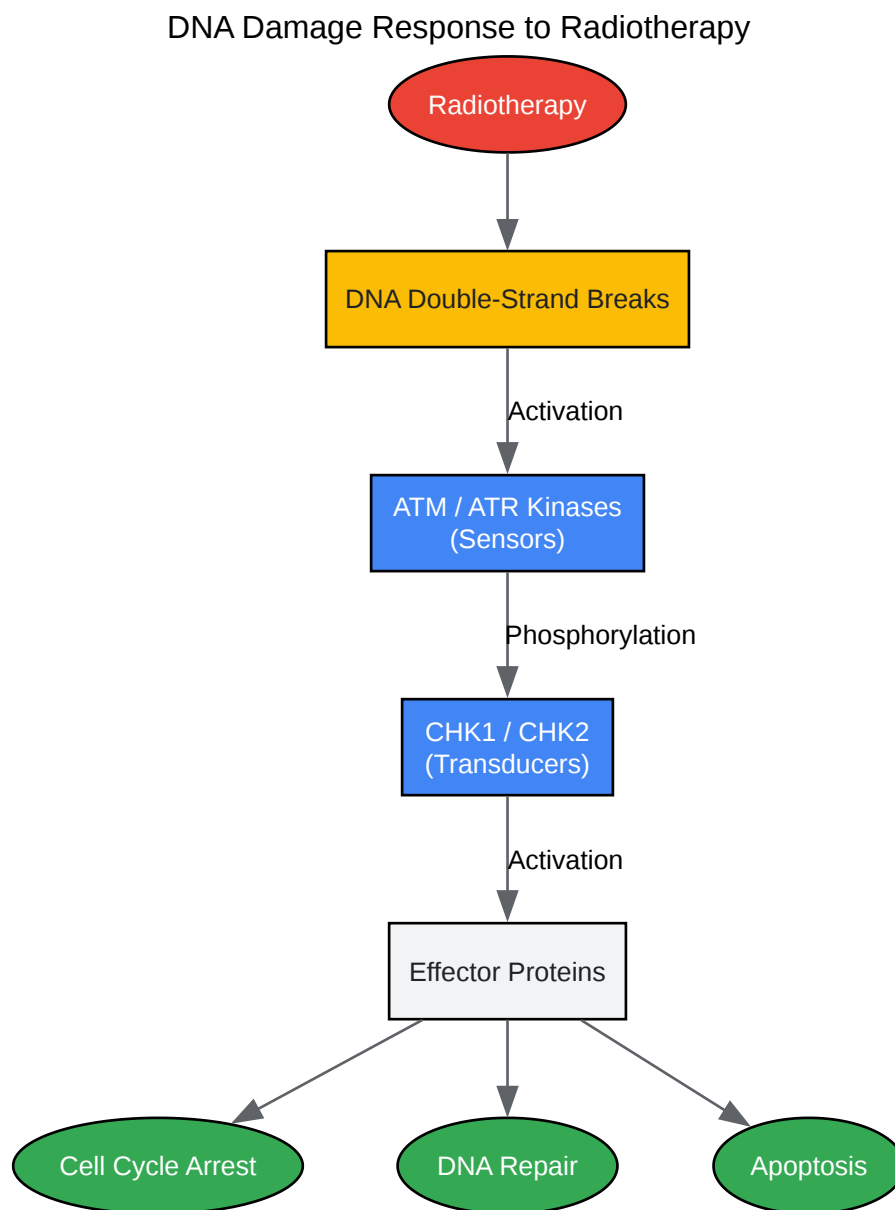 DNA Damage Response to Radiotherapy
Radiotherapy
DNA Double-Strand Breaks
Activation
ATM / ATR Kinases
(Sensors)
Phosphorylation
CHK1 / CHK2
(Transducers)
Activation
Effector Proteins
Cell Cycle Arrest
DNA Repair
Apoptosis